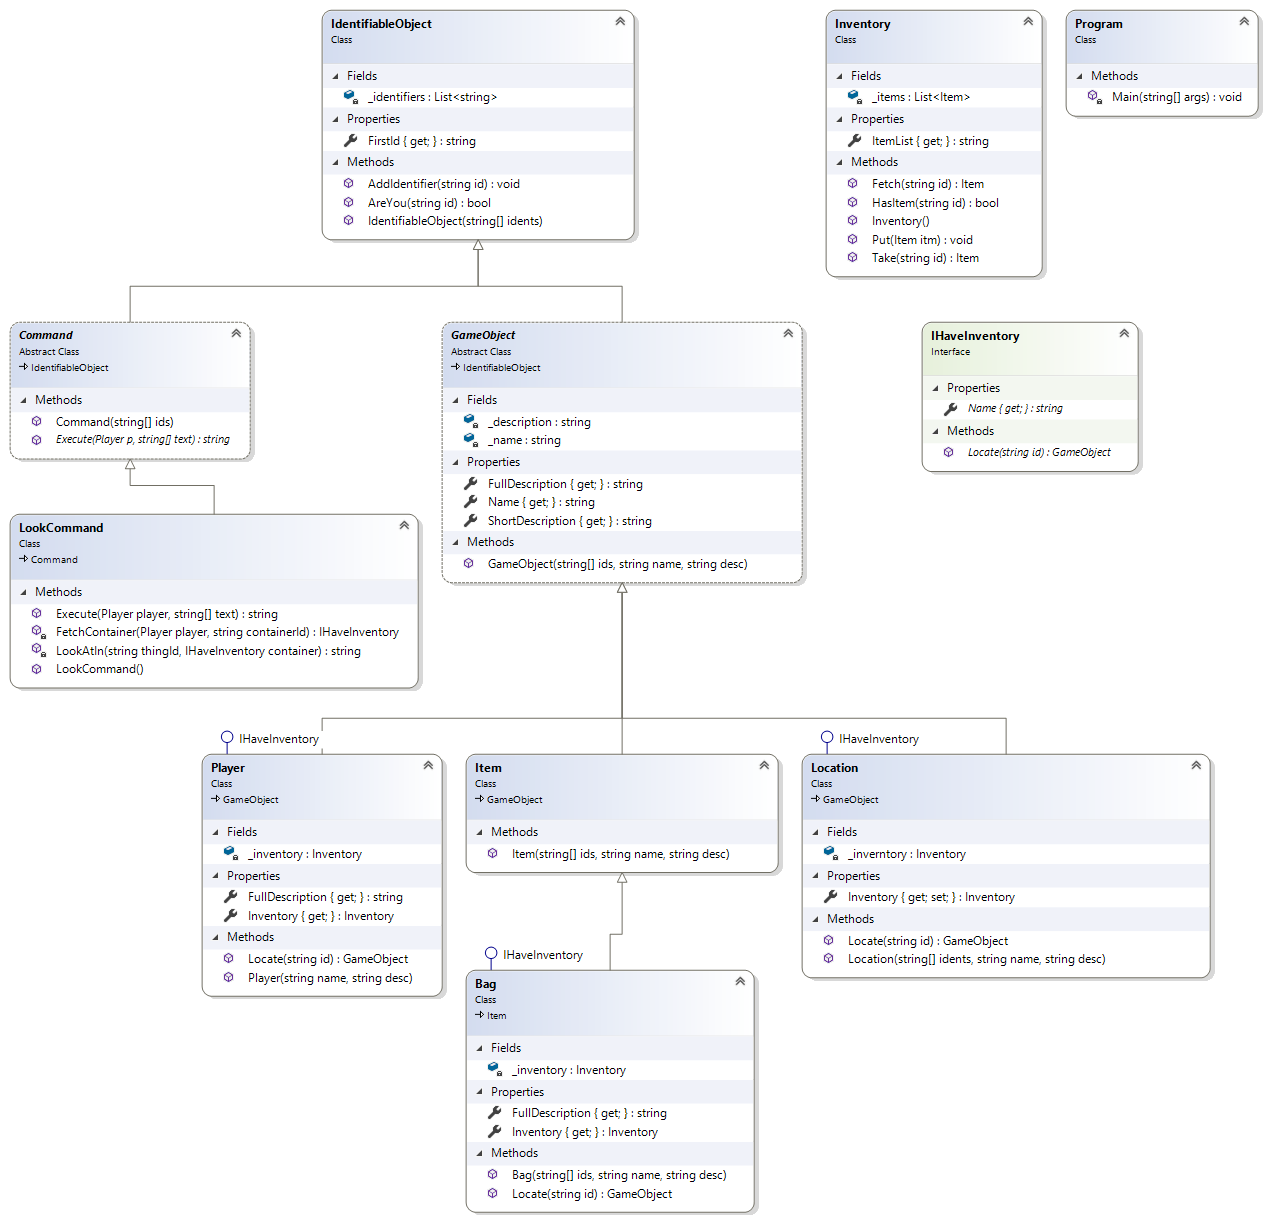 IdentifiableObject
Class
Fields
_identifiers : List<string>
Properties
FirstId { get; } : string
Methods
AddIdentifier(string id) : void
AreYou(string id) : bool
IdentifiableObject(string[] idents)
Inventory
Class
Fields
_items : List<Item>
Properties
ItemList { get; } : string
Methods
Fetch(string id) : Item
HasItem(string id) : bool
Inventory()
Put(Item itm) : void
Take(string id) : Item
Program
Class
Methods
Main(string[] args) : void
Command
Abstract Class
IdentifiableObject
Methods
Command(string[] ids)
Execute(Player p, string[] text) : string
GameObject
Abstract Class
IdentifiableObject
Fields
_description : string
_name : string
Properties
FullDescription { get; } : string
Name { get; } : string
ShortDescription { get; } : string
Methods
GameObject(string[] ids, string name, string desc)
IHaveInventory
Interface
Properties
Name { get; } : string
Methods
Locate(string id) : GameObject
LookCommand
Class
Command
Methods
Execute(Player player, string[] text) : string
FetchContainer(Player player, string containerId) : IHaveInventory
LookAtIn(string thingId, IHaveInventory container) : string
LookCommand()
IHaveInventory
Player
Class
GameObject
Fields
_inventory : Inventory
Properties
FullDescription { get; } : string
Inventory { get; } : Inventory
Methods
Locate(string id) : GameObject
Player(string name, string desc)
Item
Class
GameObject
Methods
Item(string[] ids, string name, string desc)
IHaveInventory
Location
Class
GameObject
Fields
_inverntory : Inventory
Properties
Inventory { get; set; } : Inventory
Methods
Locate(string id) : GameObject
Location(string[] idents, string name, string desc)
IHaveInventory
Bag
Class
Item
Fields
_inventory : Inventory
Properties
FullDescription { get; } : string
Inventory { get; } : Inventory
Methods
Bag(string[] ids, string name, string desc)
Locate(string id) : GameObject